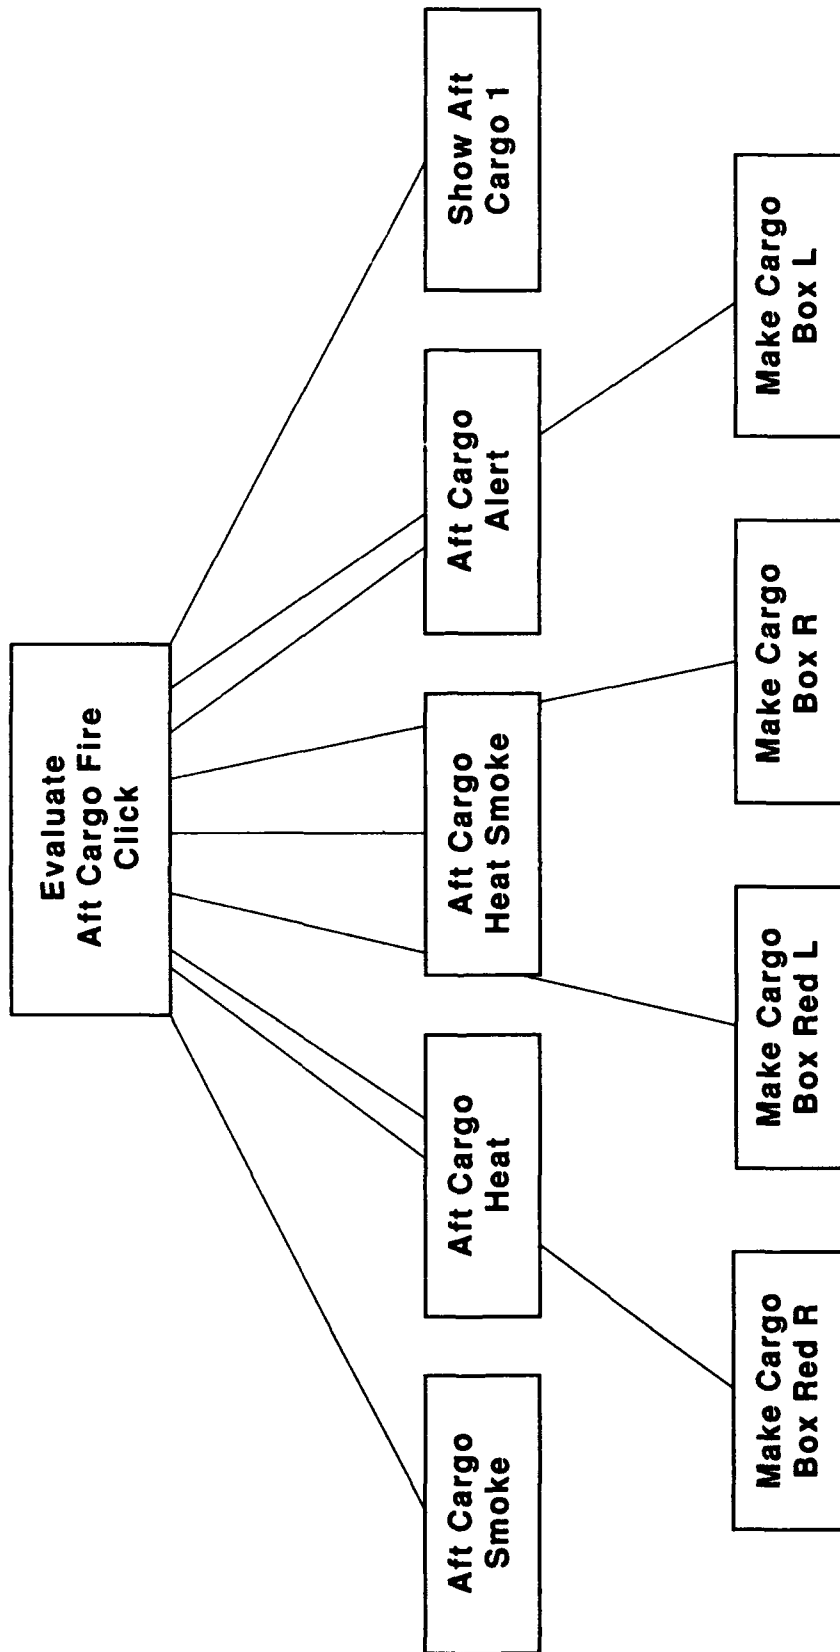 Evaluate
Aft Cargo Fire
Click
Aft Cargo
Smoke
Aft Cargo
Heat
Aft Cargo
Heat Smoke
Aft Cargo
Alert
Show Aft
Cargo 1
Make Cargo
Box Red R
Make Cargo
Box Red L
Make Cargo
Box R
Make Cargo
Box L